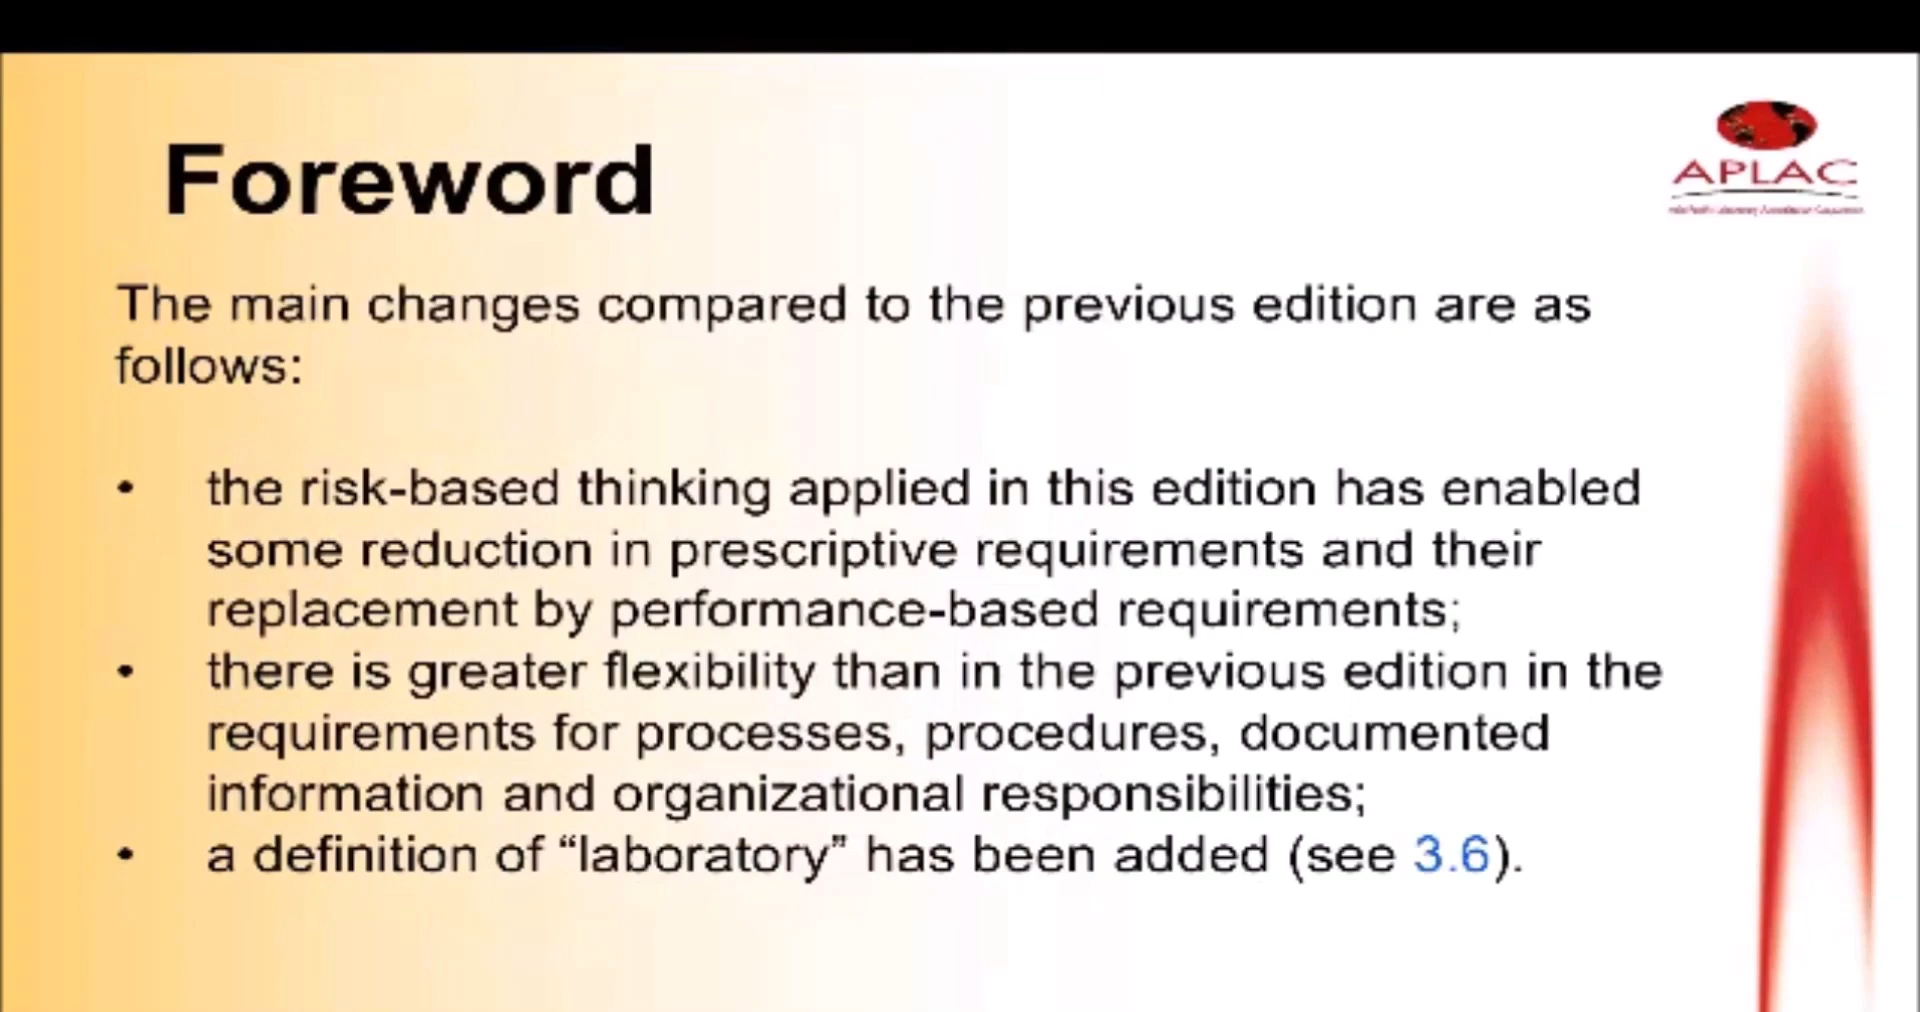 APLAC
Foreword
The main changes compared to the previous edition are as
follows:
• the risk-based thinking applied in this edition has enabled
some reduction in prescriptive requirements and their
replacement by performance-based requirements;
• there is greater flexibility than in the previous edition in the
requirements for processes, procedures, documented
information and organizational responsibilities;
• a definition of “laboratory” has been added (see 3.6).